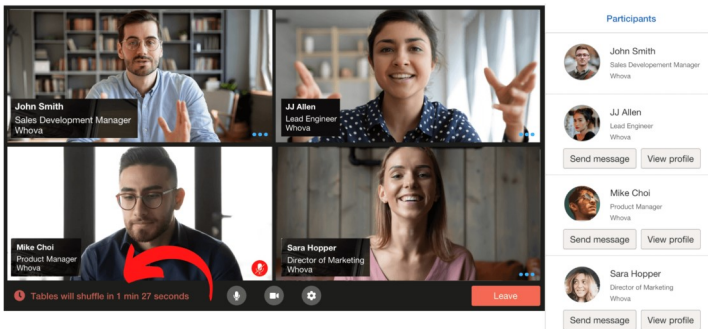 Participants
John Smith
Sales Development Manager
Whova
JJ Allen
Lead Engineer
Whova
Mike Choi
Product Manager
Whova
Sara Hopper
Director of Marketing
Whova
Tables will shuffle in 1 min 27 seconds
Leave
John Smith
Sales Developement Manager
Whova
JJ Allen
Lead Engineer
Whova
Send message View profile
Mike Choi
Product Manager
Whova
Send message View profile
Sara Hopper
Director of Marketing
Whova
Send message View profile